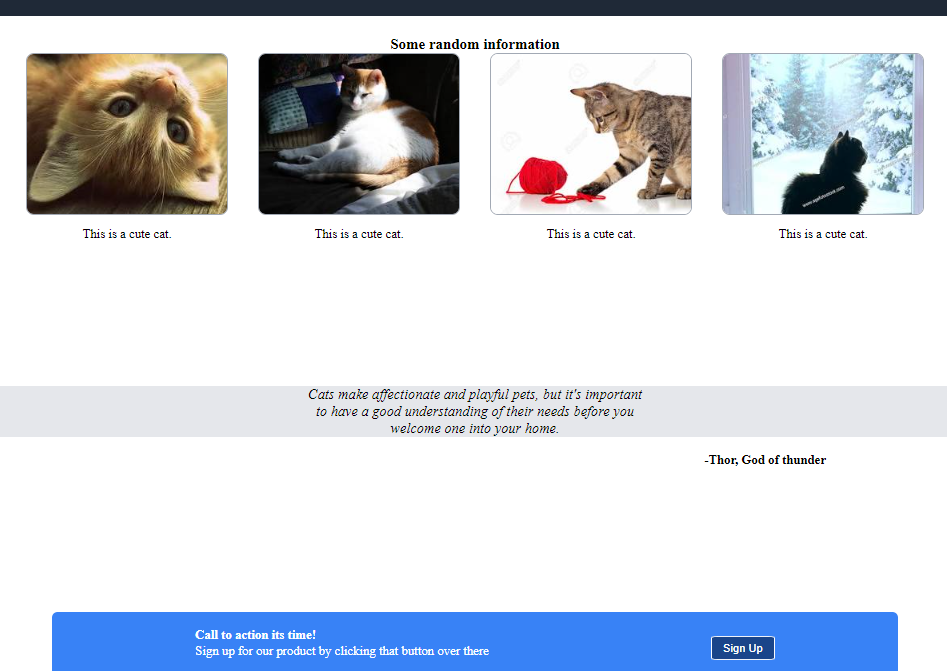 Some random information
This is a cute cat.
This is a cute cat.
This is a cute cat.
This is a cute cat.
Cats make affectionate and playful pets, but it's important
to have a good understanding of their needs before you
welcome one into your home.
-Thor, God of thunder
Call to action its time!
Sign up for our product by clicking that button over there
Sign Up